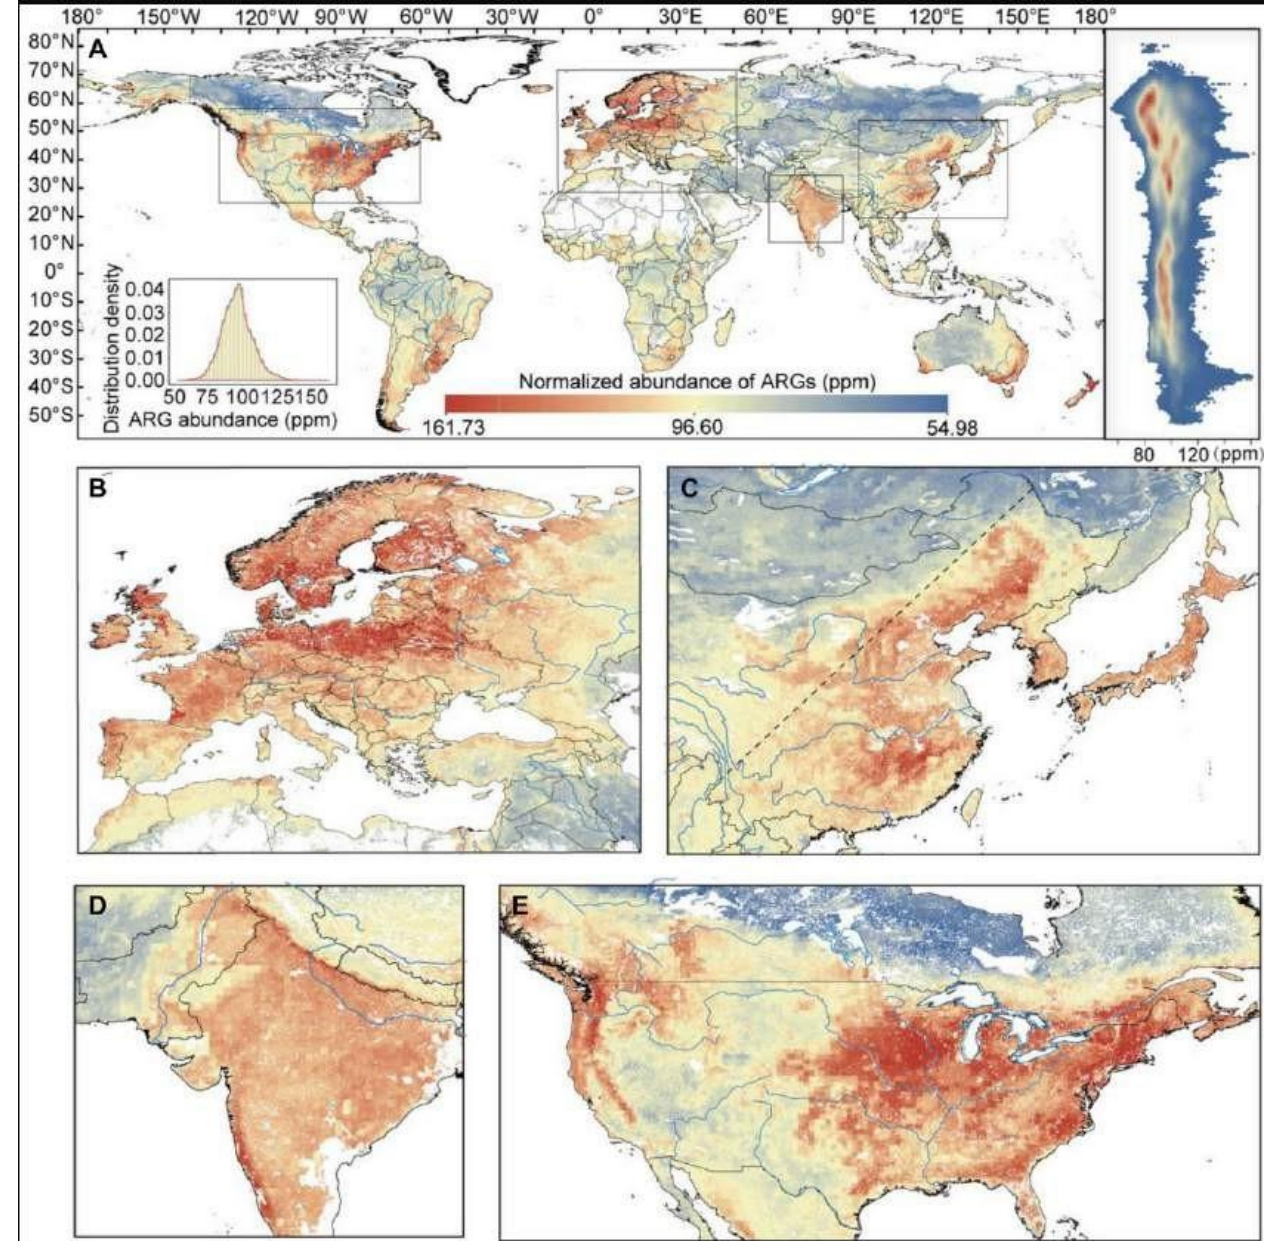 180° 150°W 120°W 90°W 60°W 30°W 0° 30°E 60°E 90°E 120°E 150°E 180°
A
80°N
70°N
60°N
50°N
40°N
30°N
20°N
10°N
0°
10°S
20°S
30°S
40°S
50°S
Distribution density
0.04
0.03
0.02
0.01
0.00
50 75 100 125 150
ARG abundance (ppm)
Normalized abundance of ARGs (ppm)
161.73 96.60 54.98
80 120 (ppm)
B
C
D
E